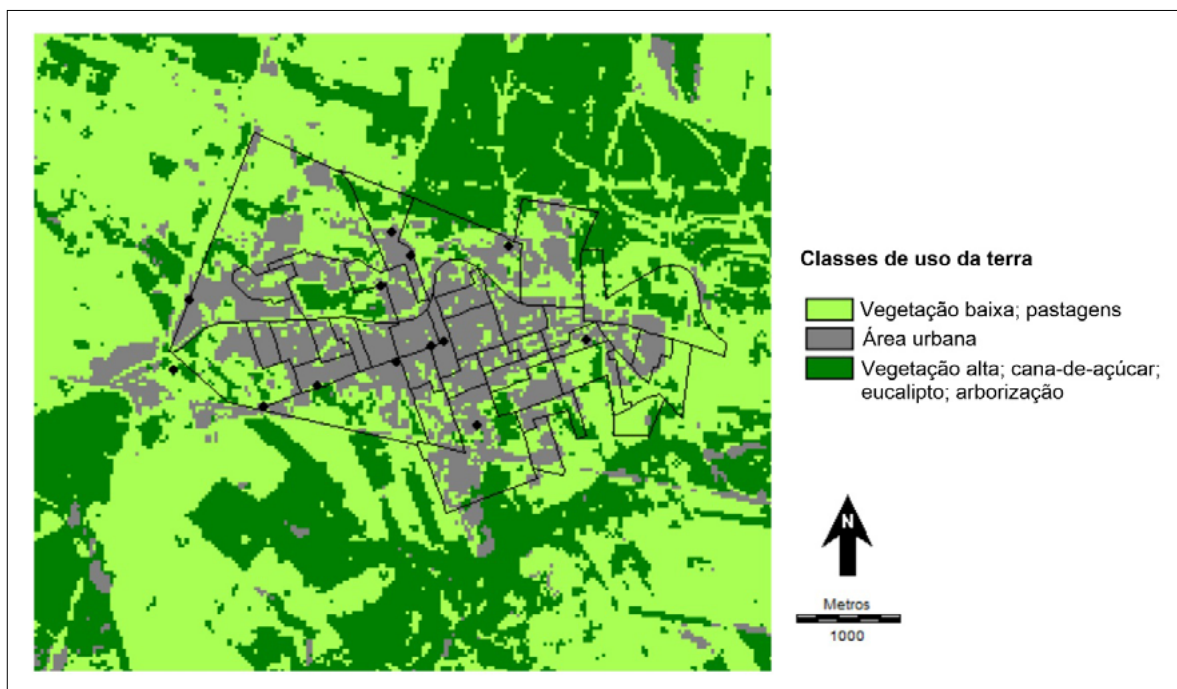 Classes de uso da terra
Vegetação baixa; pastagens
Área urbana
Vegetação alta; cana-de-açúcar;
eucalipto; arborização
N
Metros
1000